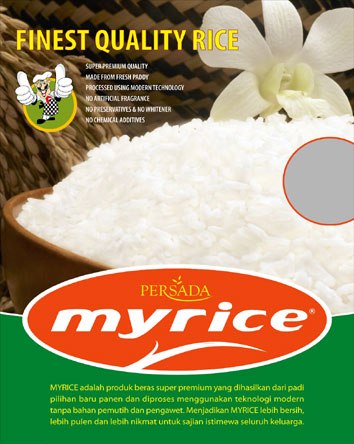 FINEST QUALITY RICE
SUPER-PREMIUM QUALITY
MADE FROM FRESH PADDY
PROCESSED USING MODERN TECHNOLOGY
NO ARTIFICIAL FRAGRANCE
NO PRESERVATIVES & NO WHITENER
NO CHEMICAL ADDITIVES
PERSADA
myrice®
MYRICE adalah produk beras super premium yang dihasilkan dari padi
pilihan baru panen dan diproses menggunakan teknologi modern
tanpa bahan pemutih dan pengawet. Menjadikan MYRICE lebih bersih,
lebih pulen dan lebih nikmat untuk sajian istimewa seluruh keluarga.